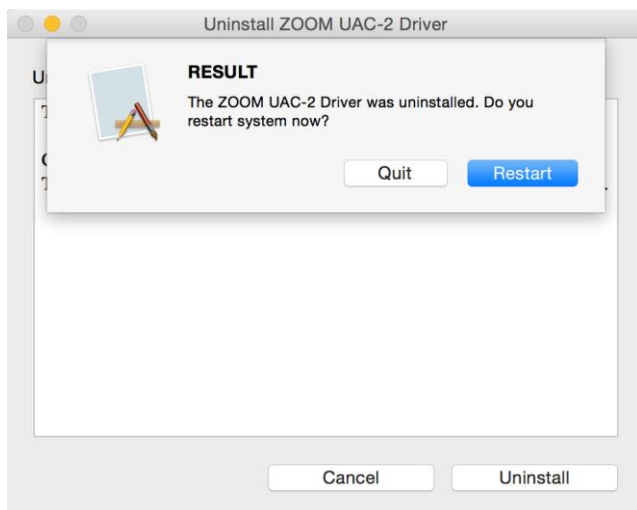 Uninstall ZOOM UAC-2 Driver
RESULT
The ZOOM UAC-2 Driver was uninstalled. Do you
restart system now?
Quit
Restart
Cancel
Uninstall